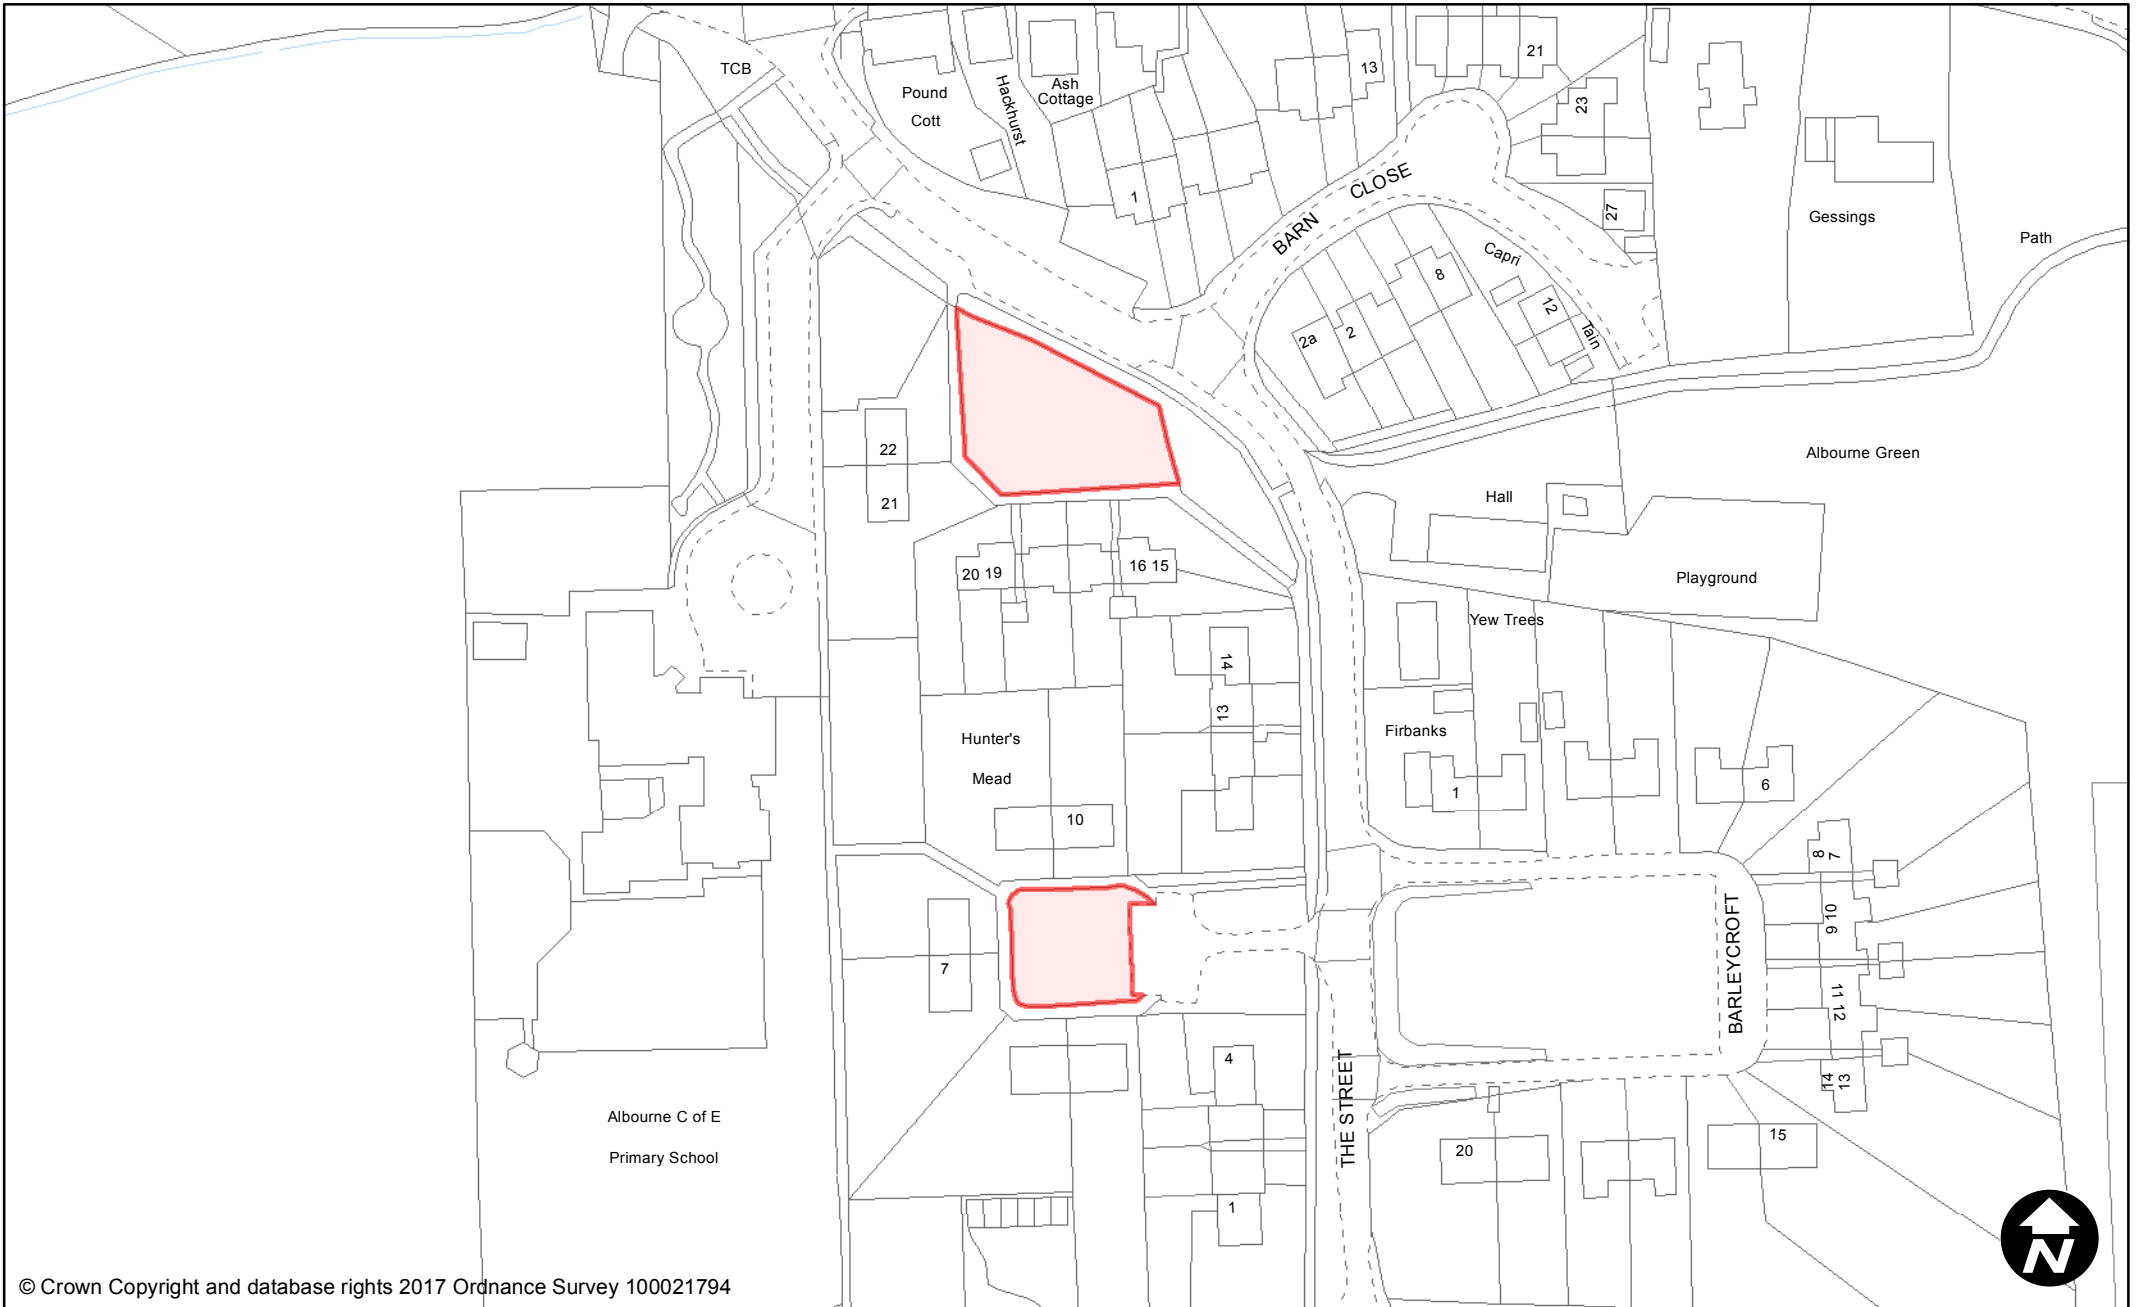 TCB
Pound
Cott
Hackhurst
Ash
Cottage
13
21
23
1
BARN CLOSE
27
Gessings
Path
Capri
8
12
Tain
2a
2
22
21
Albourne Green
Hall
Playground
20 19
16 15
Yew Trees
14
13
Hunter's
Mead
Firbanks
10
1
6
8
7
10
9
7
11
12
BARLEYCROFT
4
THE STREET
14
13
Albourne C of E
Primary School
20
15
1
N
© Crown Copyright and database rights 2017 Ordnance Survey 100021794